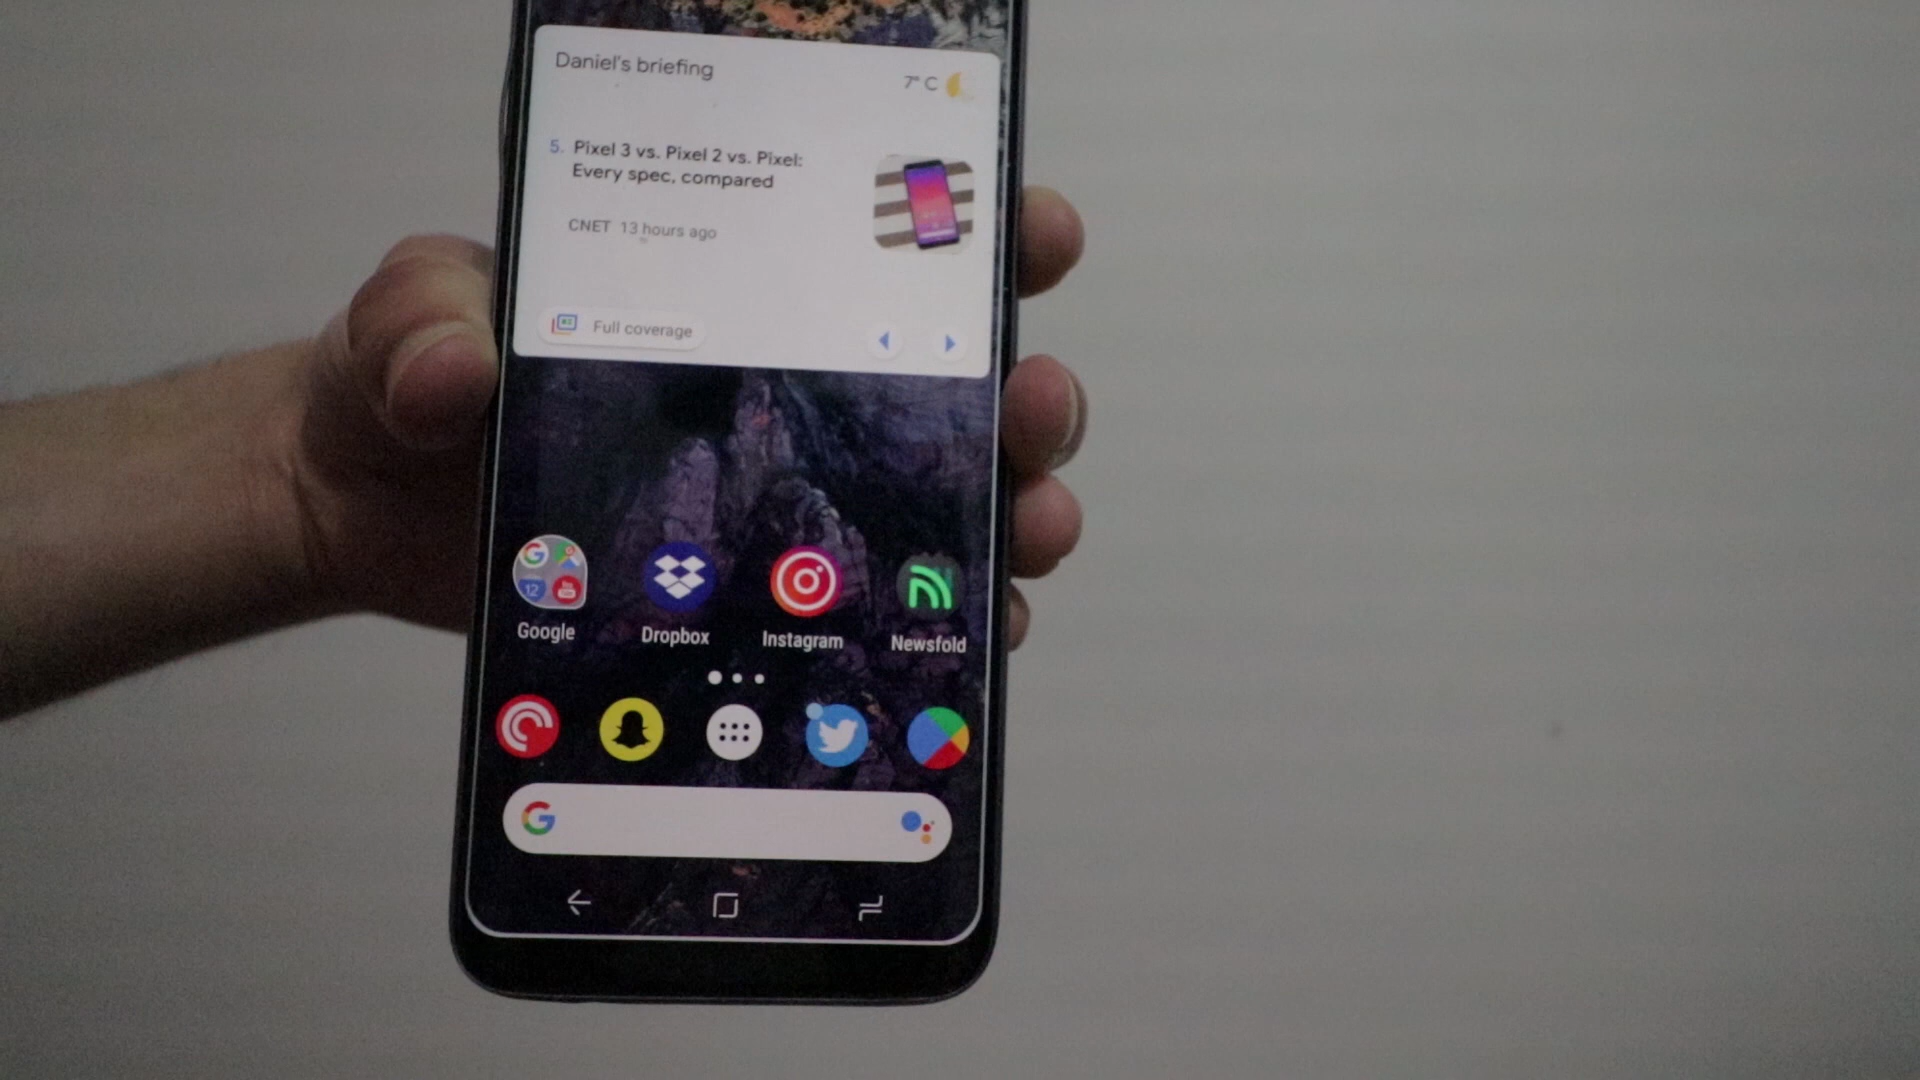 Daniel's briefing
7° C
5. Pixel 3 vs. Pixel 2 vs. Pixel:
Every spec, compared
CNET 13 hours ago
Full coverage
12
Google
Dropbox
Instagram
Newsfold